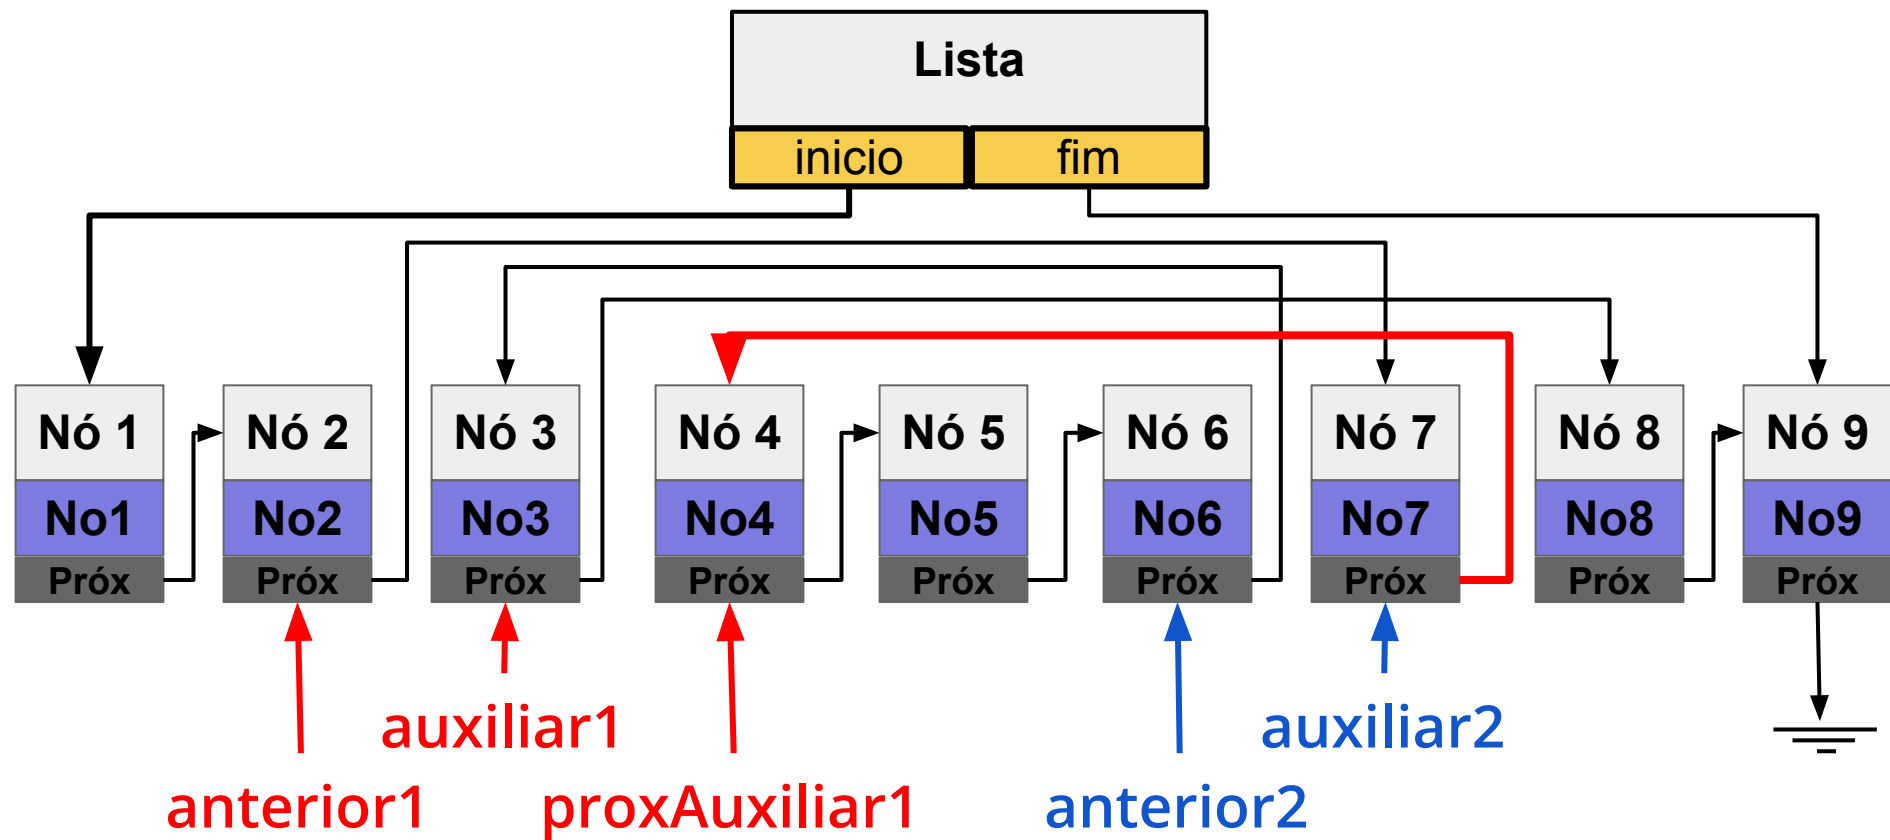 Lista
inicio fim
Nó 1 Nó 2 Nó 3 Nó 4 Nó 5 Nó 6 Nó 7 Nó 8 Nó 9
No1 No2 No3 No4 No5 No6 No7 No8 No9
Próx Próx Próx Próx Próx Próx Próx Próx Próx
auxiliar1 auxiliar2
anterior1 proxAuxiliar1 anterior2